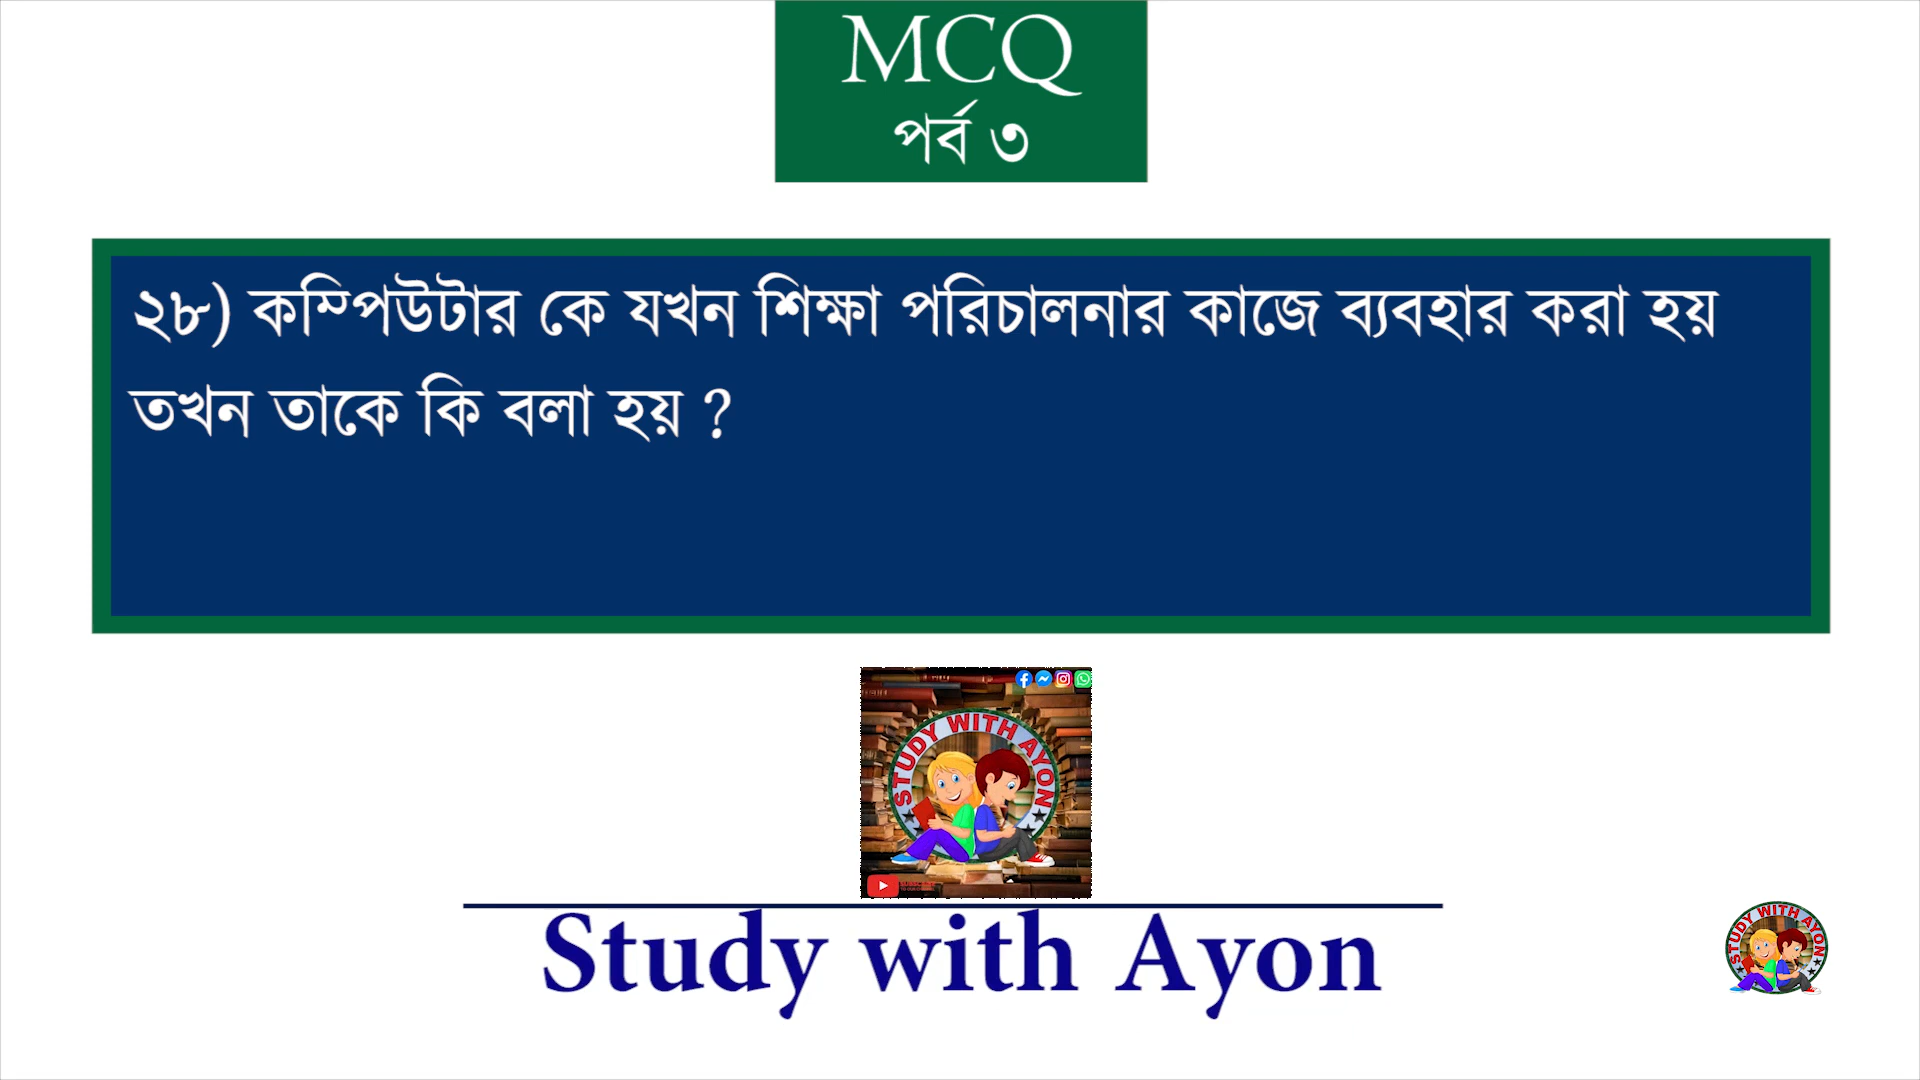 MCQ
পর্ব ৩
২৮) কম্পিউটার কে যখন শিক্ষা পরিচালনার কাজে ব্যবহার করা হয়
তখন তাকে কি বলা হয় ?
STUDY WITH AYON
Study with Ayon
STUDY WITH AYON